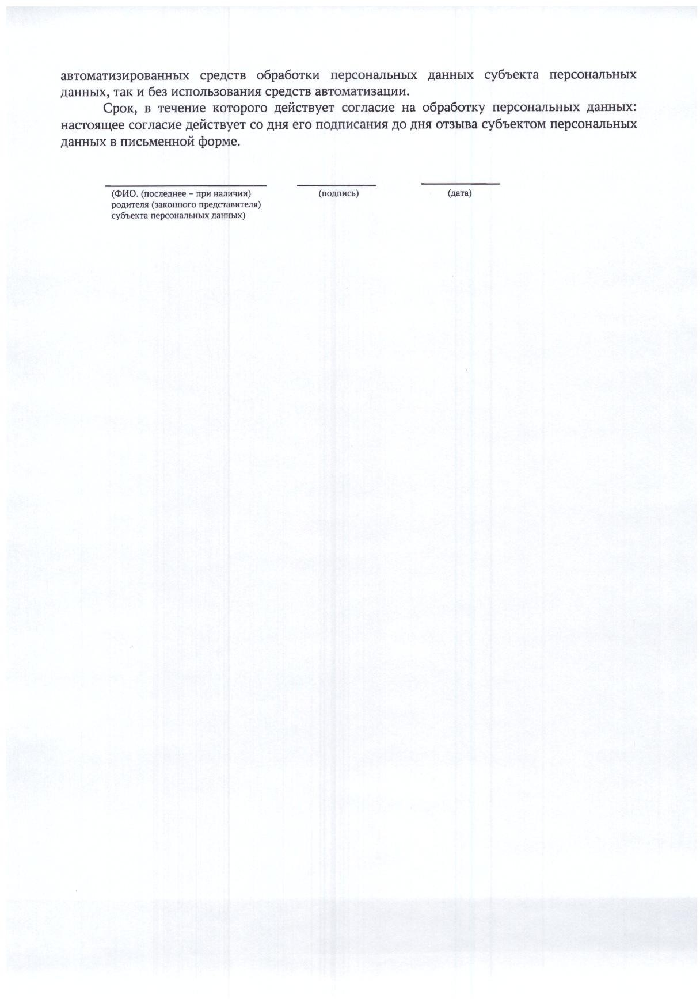 автоматизированных средств обработки персональных данных субъекта персональных
данных, так и без использования средств автоматизации.
Срок, в течение которого действует согласие на обработку персональных данных:
настоящее согласие действует со дня его подписания до дня отзыва субъектом персональных
данных в письменной форме.
(ФИО. (последнее – при наличии)
родителя (законного представителя)
субъекта персональных данных)
(подпись)
(дата)